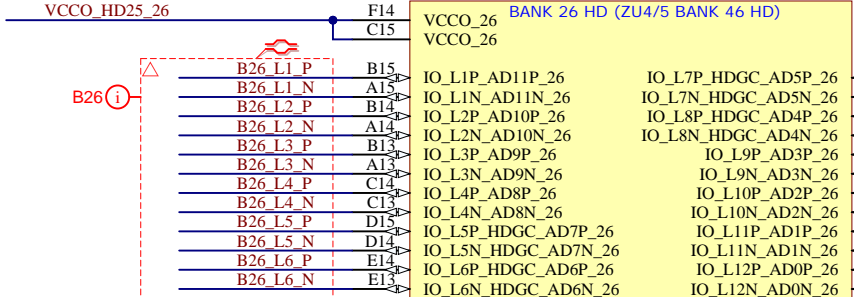 VCCO_HD25_26 F14 VCCO_26 BANK 26 HD (ZU4/5 BANK 46 HD)
C15 VCCO_26
B26 i
B26_L1_P B15 IO_L1P_AD11P_26 IO_L7P_HDGC_AD5P_26
B26_L1_N A15 IO_L1N_AD11N_26 IO_L7N_HDGC_AD5N_26
B26_L2_P B14 IO_L2P_AD10P_26 IO_L8P_HDGC_AD4P_26
B26_L2_N A14 IO_L2N_AD10N_26 IO_L8N_HDGC_AD4N_26
B26_L3_P B13 IO_L3P_AD9P_26 IO_L9P_AD3P_26
B26_L3_N A13 IO_L3N_AD9N_26 IO_L9N_AD3N_26
B26_L4_P C14 IO_L4P_AD8P_26 IO_L10P_AD2P_26
B26_L4_N C13 IO_L4N_AD8N_26 IO_L10N_AD2N_26
B26_L5_P D15 IO_L5P_HDGC_AD7P_26 IO_L11P_AD1P_26
B26_L5_N D14 IO_L5N_HDGC_AD7N_26 IO_L11N_AD1N_26
B26_L6_P E14 IO_L6P_HDGC_AD6P_26 IO_L12P_AD0P_26
B26_L6_N E13 IO_L6N_HDGC_AD6N_26 IO_L12N_AD0N_26